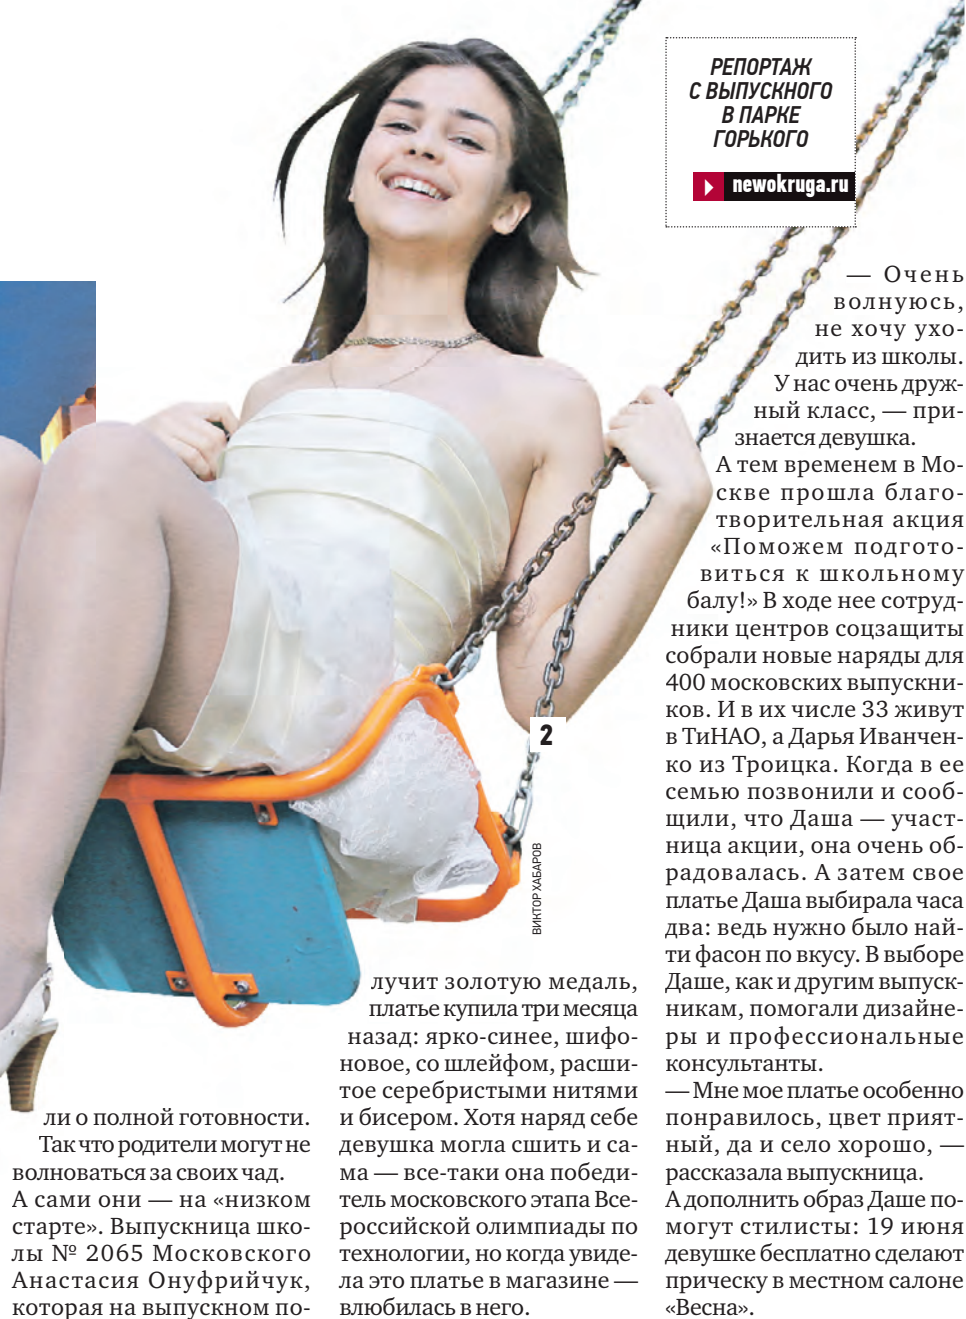 РЕПОРТАЖ
С ВЫПУСКНОГО
В ПАРКЕ
ГОРЬКОГО
newokruga.ru
2
ВИКТОР ХАБАРОВ
ли о полной готовности.
Так что родители могут не
волноваться за своих чад.
А сами они — на «низком
старте». Выпускница шко-
лы № 2065 Московского
Анастасия Онуфрийчук,
которая на выпускном по-
лучит золотую медаль,
платье купила три месяца
назад: ярко-синее, шифо-
новое, со шлейфом, расши-
тое серебристыми нитями
и бисером. Хотя наряд себе
девушка могла сшить и са-
ма — все-таки она победи-
тель московского этапа Все-
российской олимпиады по
технологии, но когда увиде-
ла это платье в магазине —
влюбилась в него.
— Очень
волнуюсь,
не хочу ухо-
дить из школы.
У нас очень друж-
ный класс, — при-
знается девушка.
А тем временем в Мо-
скве прошла благо-
творительная акция
«Поможем подгото-
виться к школьному
балу!» В ходе нее сотруд-
ники центров соцзащиты
собрали новые наряды для
400 московских выпускни-
ков. И в их числе 33 живут
в ТиНАО, а Дарья Иванчен-
ко из Троицка. Когда в ее
семью позвонили и сооб-
щили, что Даша — участ-
ница акции, она очень об-
радовалась. А затем свое
платье Даша выбирала часа
два: ведь нужно было най-
ти фасон по вкусу. В выборе
Даше, как и другим выпуск-
никам, помогали дизайне-
ры и профессиональные
консультанты.
— Мне мое платье особенно
понравилось, цвет прият-
ный, да и село хорошо, —
рассказала выпускница.
А дополнить образ Даше по-
могут стилисты: 19 июня
девушке бесплатно сделают
прическу в местном салоне
«Весна».